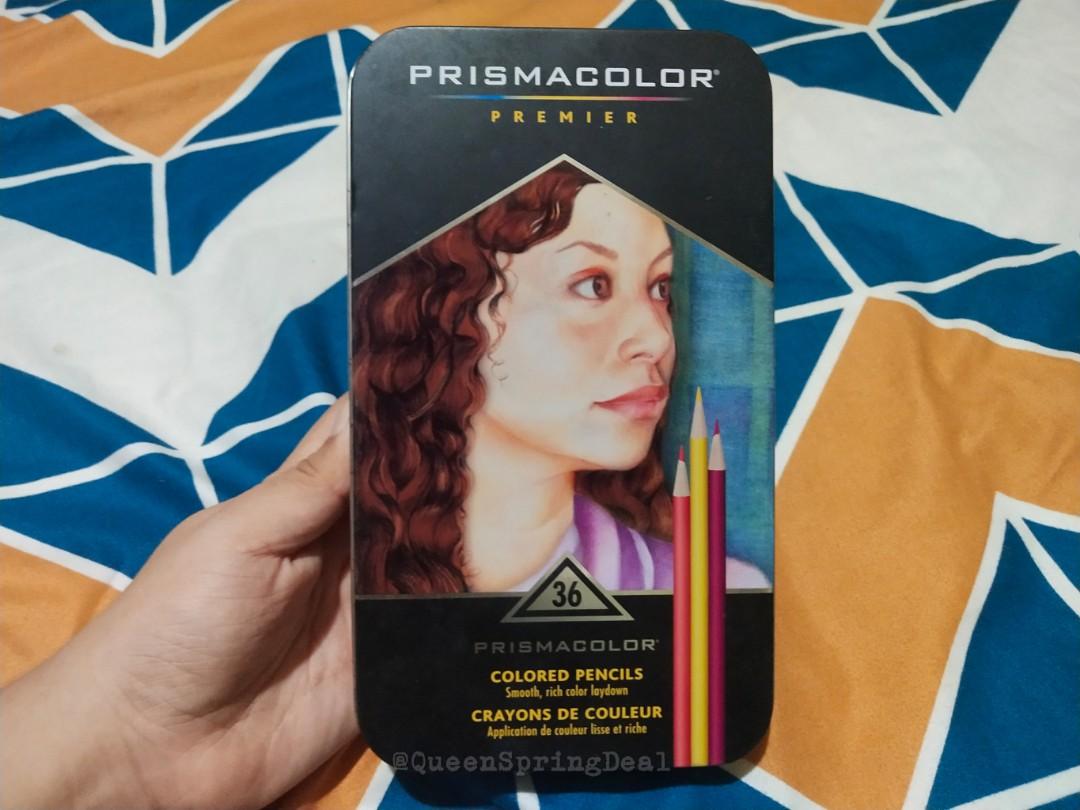 PRISMACOLOR®
PREMIER
36
PRISMACOLOR®
COLORED PENCILS
Smooth, rich color laydown
CRAYONS DE COULEUR
Application de couleur lisse et riche
@QueenSpringDeal